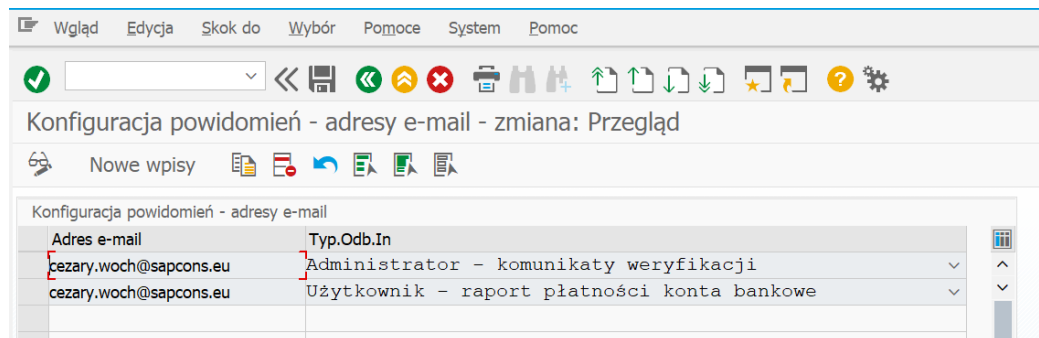 Wgląd Edycja Skok do Wybór Pomoce System Pomoc
Konfiguracja powidomień - adresy e-mail - zmiana: Przegląd
Nowe wpisy
Konfiguracja powidomień - adresy e-mail
Adres e-mail Typ.Odb.In
cezary.woch@sapcons.eu Administrator - komunikaty weryfikacji
cezary.woch@sapcons.eu Użytkownik - raport płatności konta bankowe